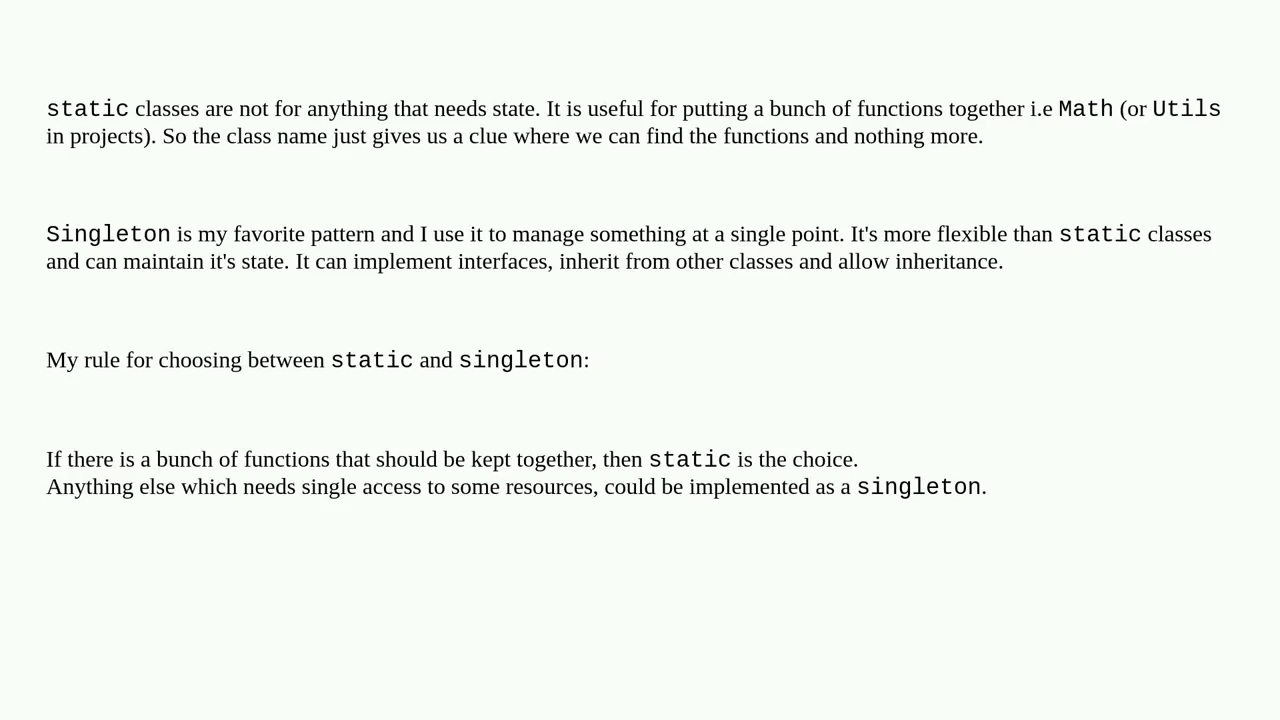 static classes are not for anything that needs state. It is useful for putting a bunch of functions together i.e Math (or Utils
in projects). So the class name just gives us a clue where we can find the functions and nothing more.
Singleton is my favorite pattern and I use it to manage something at a single point. It's more flexible than static classes
and can maintain it's state. It can implement interfaces, inherit from other classes and allow inheritance.
My rule for choosing between static and singleton:
If there is a bunch of functions that should be kept together, then static is the choice.
Anything else which needs single access to some resources, could be implemented as a singleton.